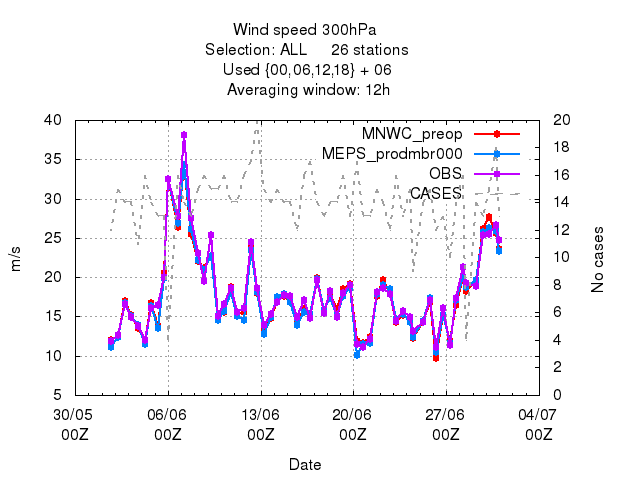 Wind speed 300hPa
Selection: ALL 26 stations
Used {00,06,12,18} + 06
Averaging window: 12h
MNWC_preop
MEPS_prodmbr000
OBS
CASES
40
35
30
25
20
15
10
5
m/s
20
18
16
14
12
10
8
6
4
2
0
No cases
30/05 06/06 13/06 20/06 27/06 04/07
00Z 00Z 00Z 00Z 00Z 00Z
Date